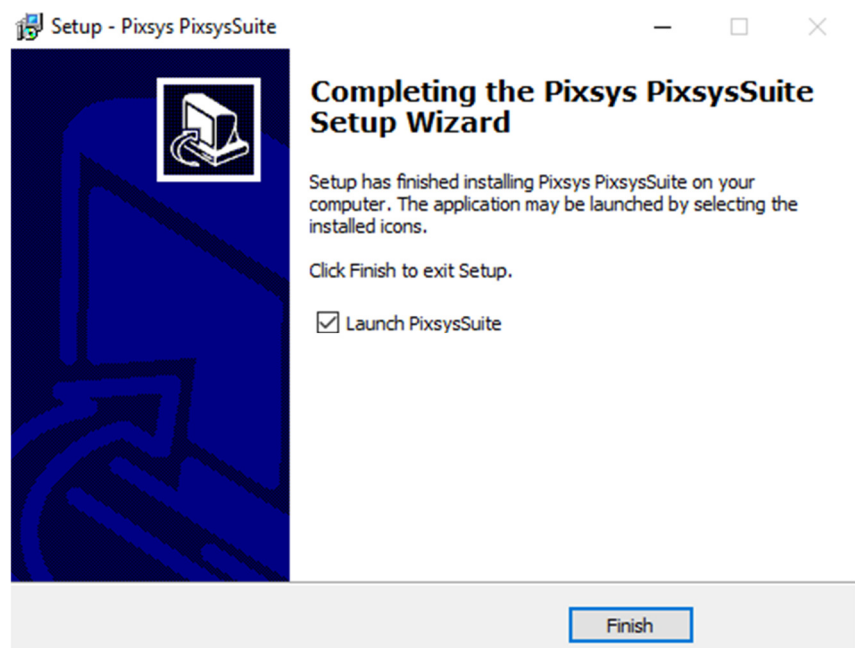 Setup - Pixsys PixsysSuite
Completing the Pixsys PixsysSuite
Setup Wizard
Setup has finished installing Pixsys PixsysSuite on your
computer. The application may be launched by selecting the
installed icons.
Click Finish to exit Setup.
Launch PixsysSuite
Finish